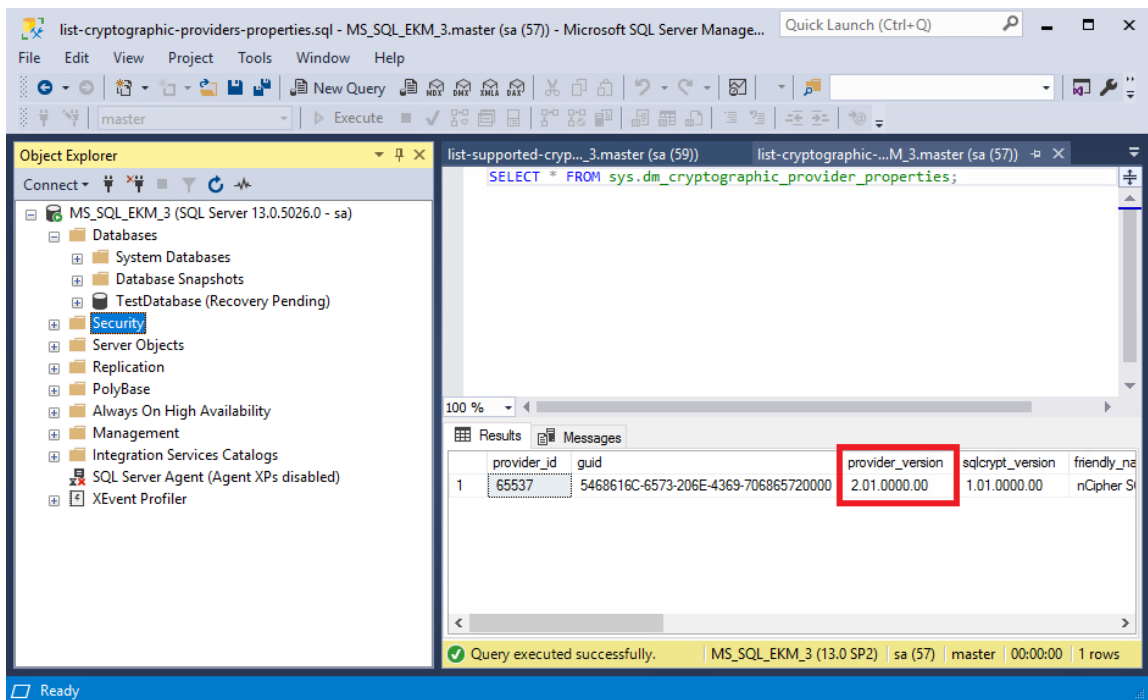 list-cryptographic-providers-properties.sql - MS_SQL_EKM_3.master (sa (57)) - Microsoft SQL Server Manage...
Quick Launch (Ctrl+Q)
File Edit View Project Tools Window Help
New Query MDX DMX XMLA DAX
master Execute
Object Explorer
Connect
MS_SQL_EKM_3 (SQL Server 13.0.5026.0 - sa)
Databases
System Databases
Database Snapshots
TestDatabase (Recovery Pending)
Security
Server Objects
Replication
PolyBase
Always On High Availability
Management
Integration Services Catalogs
SQL Server Agent (Agent XPs disabled)
XEvent Profiler
list-supported-cryp..._3.master (sa (59)) list-cryptographic-...M_3.master (sa (57))
SELECT * FROM sys.dm_cryptographic_provider_properties;
100 %
Results Messages
provider_id guid provider_version sqlcrypt_version friendly_na
1 65537 5468616C-6573-206E-4369-706865720000 2.01.0000.00 1.01.0000.00 nCipher S
Query executed successfully. MS_SQL_EKM_3 (13.0 SP2) sa (57) master 00:00:00 1 rows
Ready